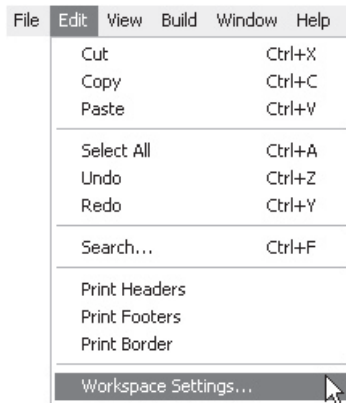 File Edit View Build Window Help
Cut Ctrl+X
Copy Ctrl+C
Paste Ctrl+V
Select All Ctrl+A
Undo Ctrl+Z
Redo Ctrl+Y
Search... Ctrl+F
Print Headers
Print Footers
Print Border
Workspace Settings...